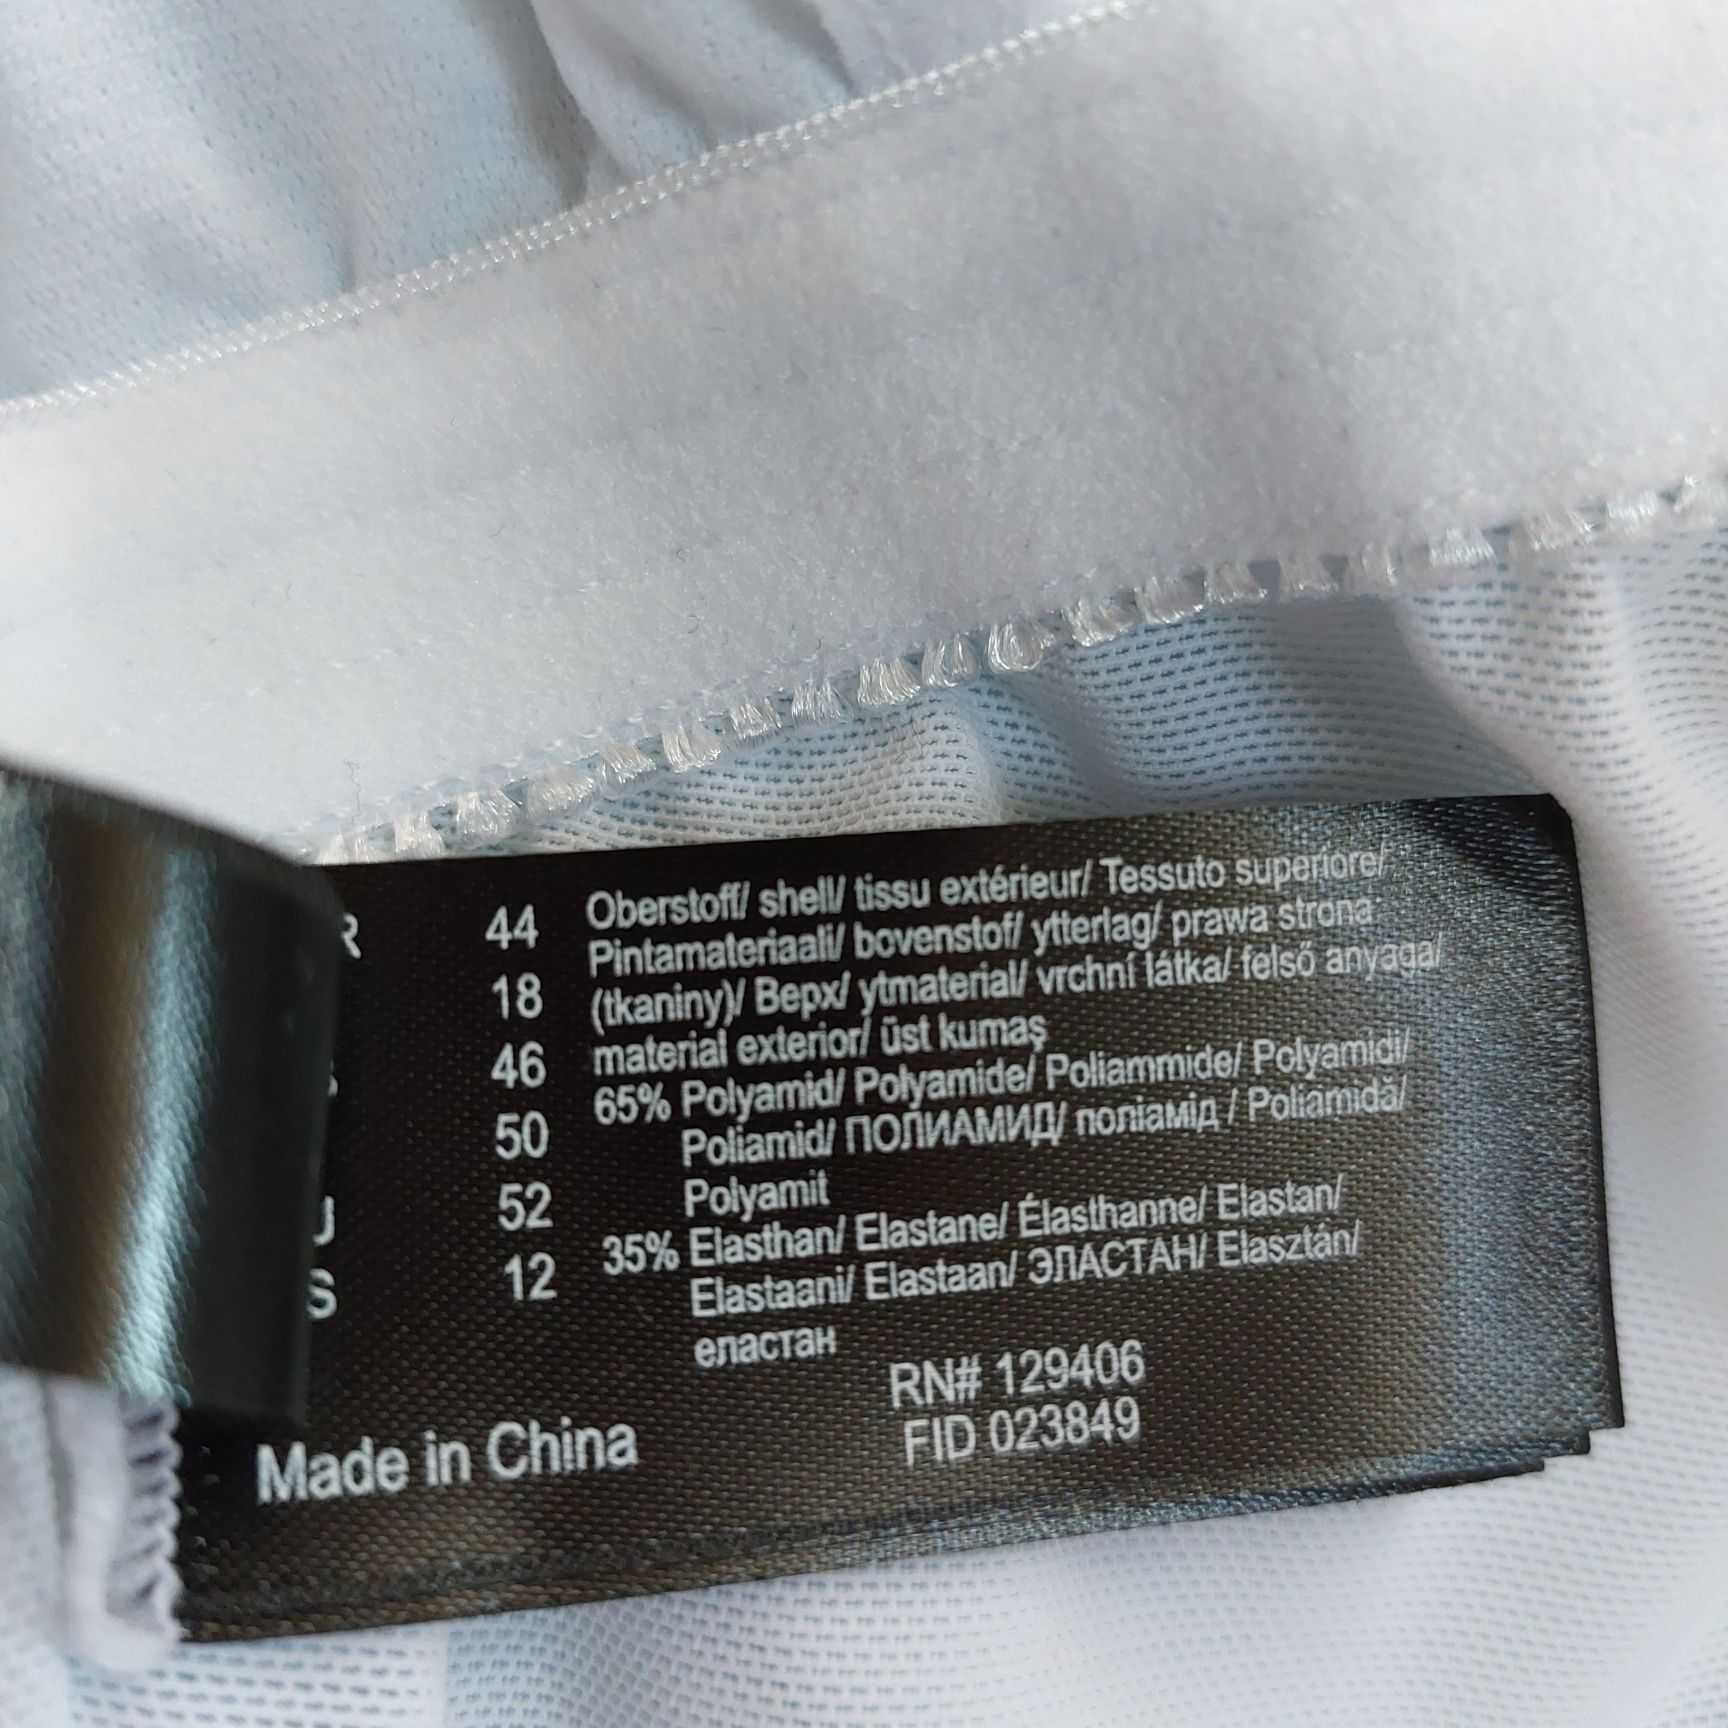 44
18
46
50
52
12
Oberstoff/ shell/ tissu extérieur/ Tessuto superiore/
Pintamateriaali/ bovenstof/ ytterlag/ prawa strona
(tkaniny)/ Верх/ ytmaterial/ vrchní látka/ felső anyaga/
material exterior/ üst kumaş
65% Polyamid/ Polyamide/ Poliammide/ Polyamidi/
Poliamid/ ПОЛИАМИД/ поліамід / Poliamidă/
Polyamit
35% Elasthan/ Elastane/ Élasthanne/ Elastan/
Elastaani/ Elastaan/ ЭЛАСТАН/ Elasztán/
еластан
RN# 129406
FID 023849
Made in China